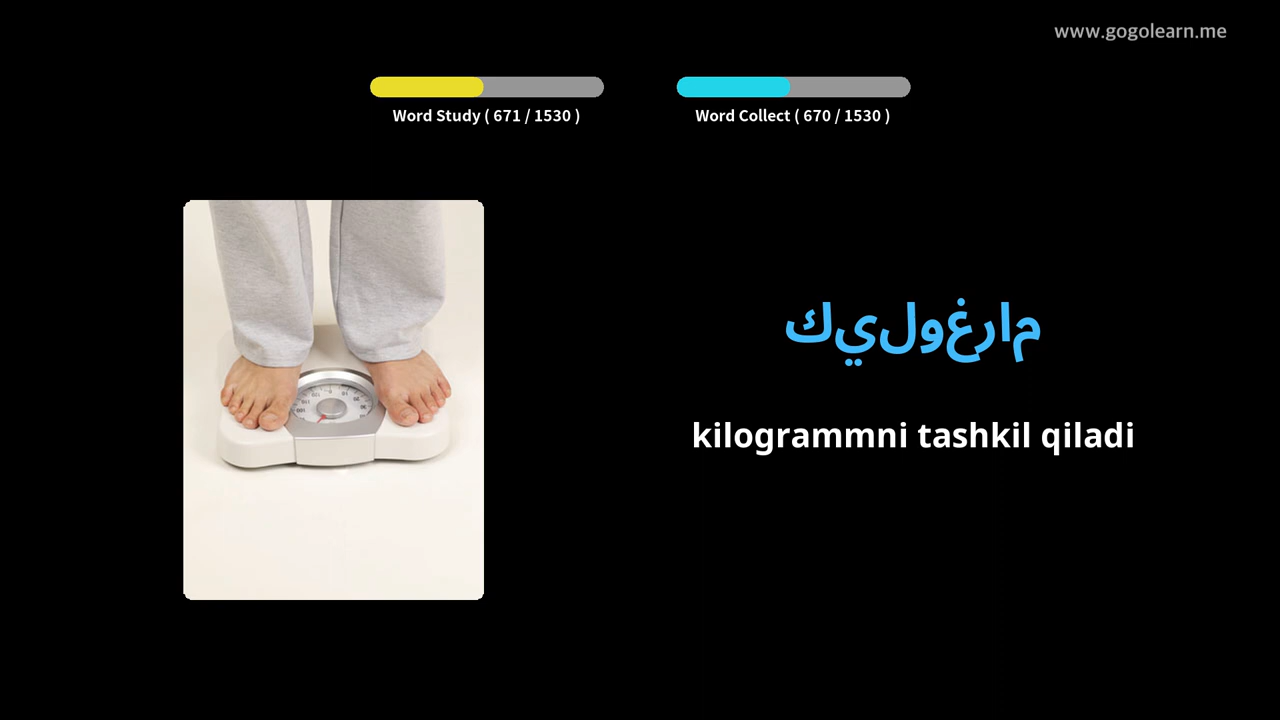 www.gogolearn.me
Word Study ( 671 / 1530 )
Word Collect ( 670 / 1530 )
كيلوغرام
kilogrammni tashkil qiladi